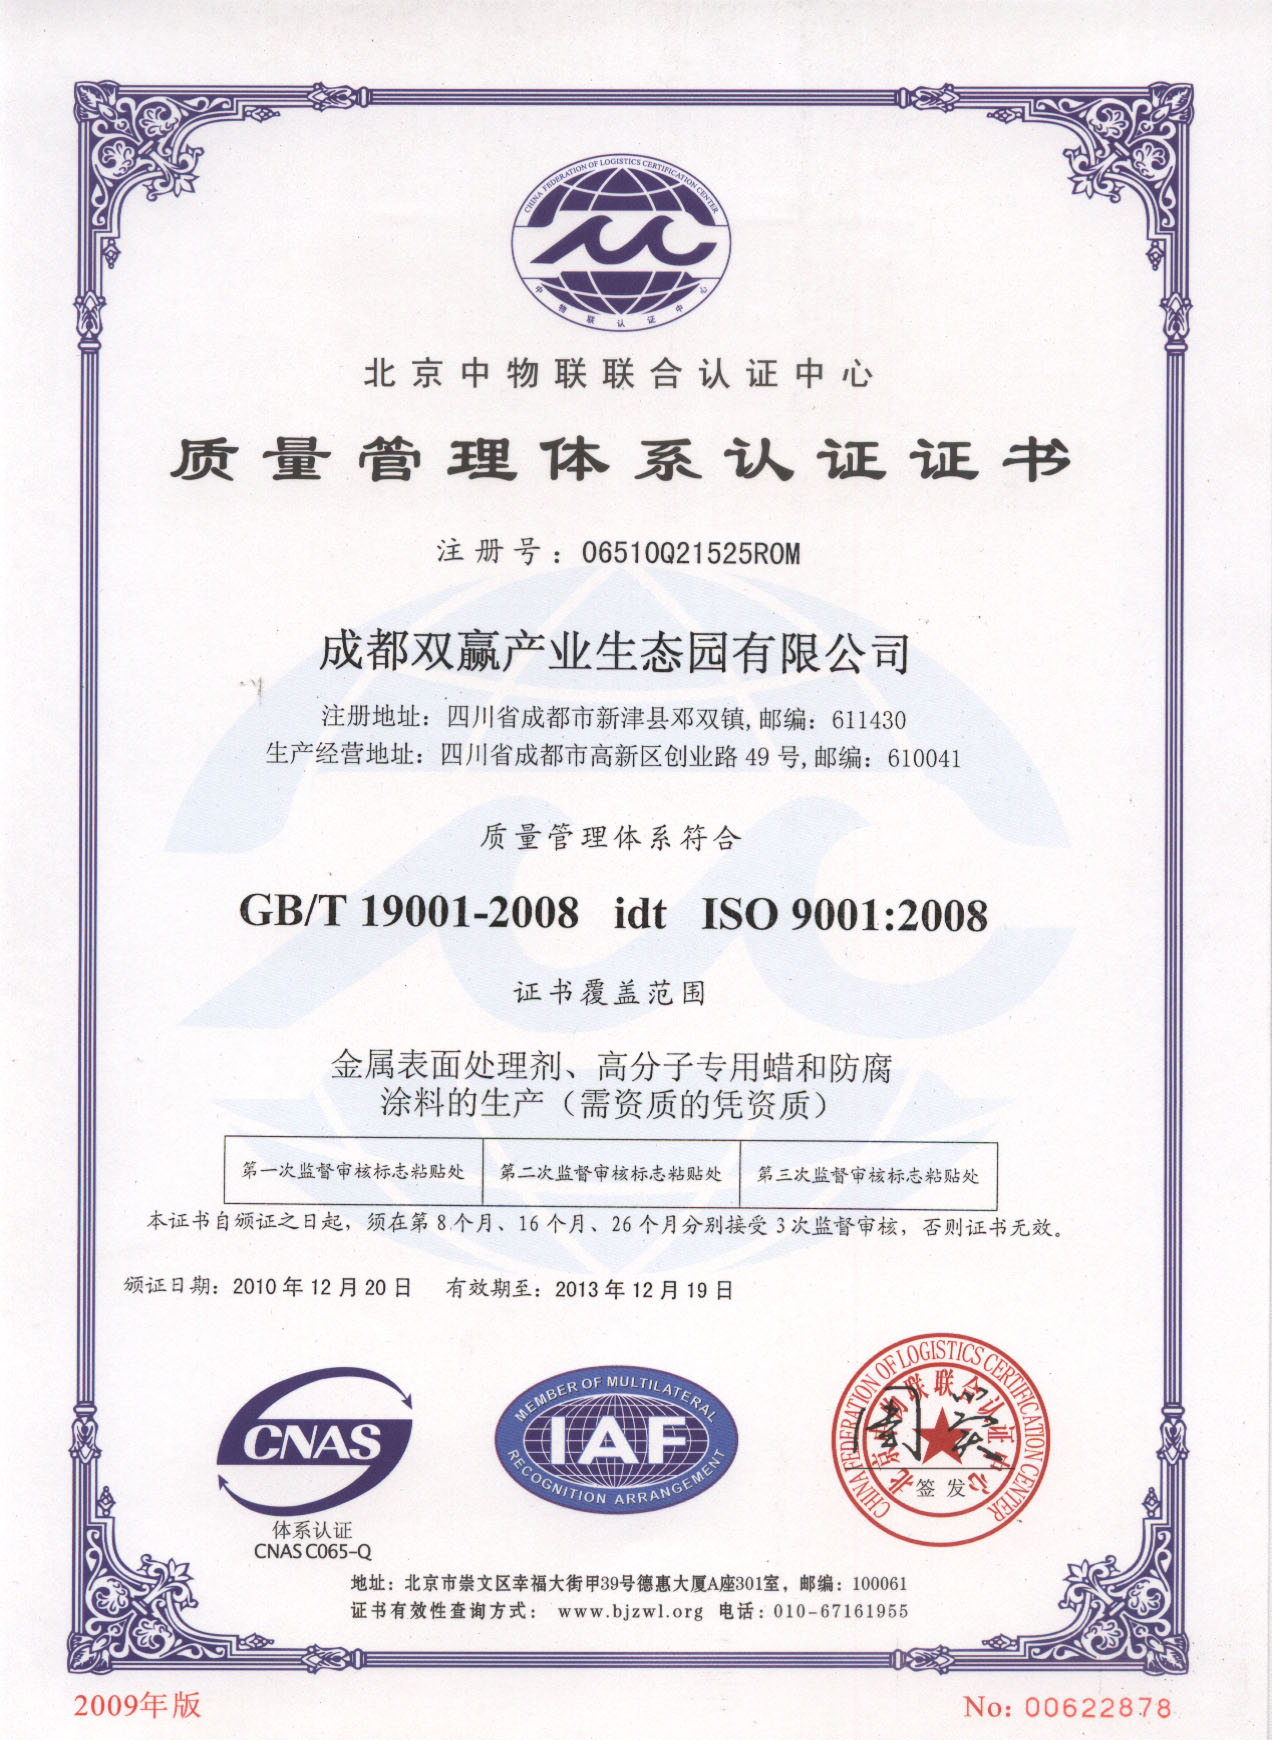 CHINA FEDERATION OF LOGISTICS CERTIFICATION CENTER
中物联认证中心
北京中物联联合认证中心
质量管理体系认证证书
注册号：06510Q21525R0M
成都双赢产业生态园有限公司
注册地址：四川省成都市新津县邓双镇,邮编：611430
生产经营地址：四川省成都市高新区创业路 49 号,邮编：610041
质量管理体系符合
GB/T 19001-2008 idt ISO 9001:2008
证书覆盖范围
金属表面处理剂、高分子专用蜡和防腐
涂料的生产（需资质的凭资质）
第一次监督审核标志粘贴处 第二次监督审核标志粘贴处 第三次监督审核标志粘贴处
本证书自颁证之日起，须在第 8 个月、16 个月、26 个月分别接受 3 次监督审核，否则证书无效。
颁证日期：2010 年 12 月 20 日 有效期至：2013 年 12 月 19 日
CNAS
体系认证
CNAS C065-Q
MEMBER OF MULTILATERAL
IAF
RECOGNITION ARRANGEMENT
CHINA FEDERATION OF LOGISTICS CERTIFICATION CENTER
北京中物联联合认证中心
签发
地址：北京市崇文区幸福大街甲39号德惠大厦A座301室，邮编：100061
证书有效性查询方式： www.bjzwl.org 电话：010-67161955
2009年版
No: 00622878